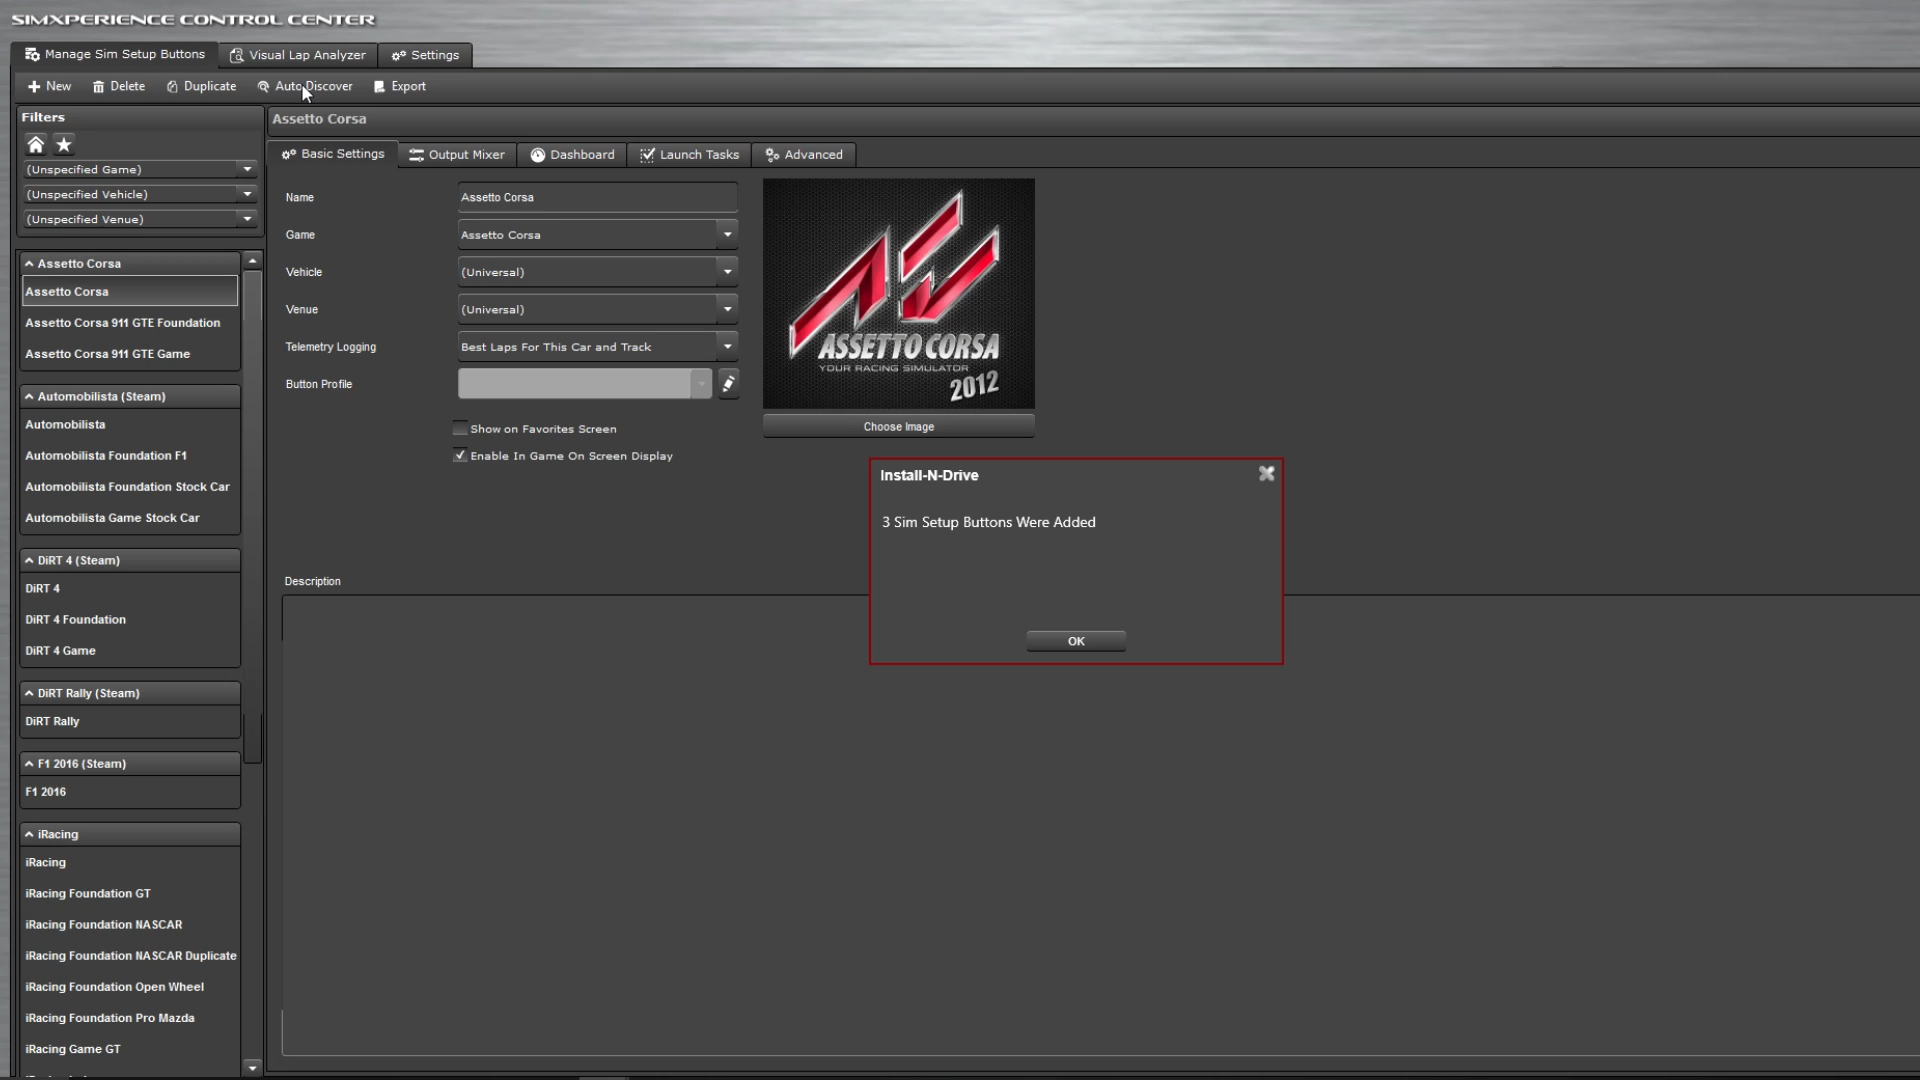 SIMXPERIENCE CONTROL CENTER
Manage Sim Setup Buttons
Visual Lap Analyzer
Settings
New
Delete
Duplicate
Auto Discover
Export
Filters
(Unspecified Game)
(Unspecified Vehicle)
(Unspecified Venue)
Assetto Corsa
Assetto Corsa
Assetto Corsa 911 GTE Foundation
Assetto Corsa 911 GTE Game
Automobilista (Steam)
Automobilista
Automobilista Foundation F1
Automobilista Foundation Stock Car
Automobilista Game Stock Car
DiRT 4 (Steam)
DiRT 4
DiRT 4 Foundation
DiRT 4 Game
DiRT Rally (Steam)
DiRT Rally
F1 2016 (Steam)
F1 2016
iRacing
iRacing
iRacing Foundation GT
iRacing Foundation NASCAR
iRacing Foundation NASCAR Duplicate
iRacing Foundation Open Wheel
iRacing Foundation Pro Mazda
iRacing Game GT
Assetto Corsa
Basic Settings
Output Mixer
Dashboard
Launch Tasks
Advanced
Name
Assetto Corsa
Game
Assetto Corsa
Vehicle
(Universal)
Venue
(Universal)
Telemetry Logging
Best Laps For This Car and Track
Button Profile
Show on Favorites Screen
Enable In Game On Screen Display
ASSETTO CORSA
YOUR RACING SIMULATOR
2012
Choose Image
Description
Install-N-Drive
3 Sim Setup Buttons Were Added
OK